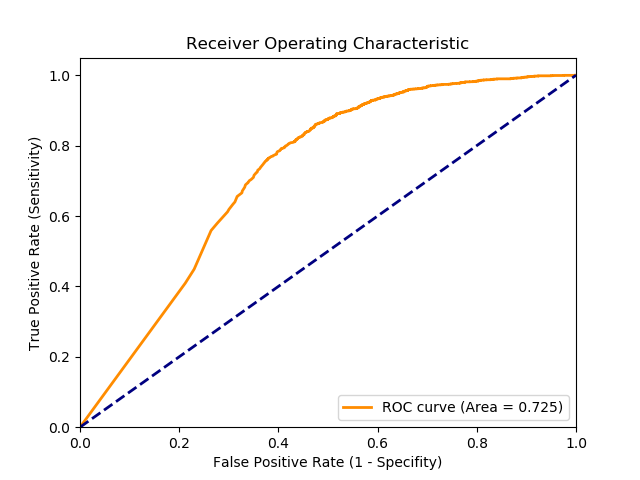 Receiver Operating Characteristic
1.0
0.8
0.6
0.4
0.2
0.0
True Positive Rate (Sensitivity)
ROC curve (Area = 0.725)
0.0 0.2 0.4 0.6 0.8 1.0
False Positive Rate (1 - Specifity)